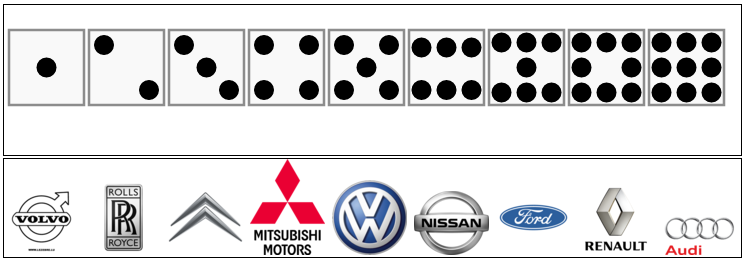 VOLVO
ROLLS
RR
ROYCE
MITSUBISHI
MOTORS
VW
NISSAN
Ford
RENAULT
Audi